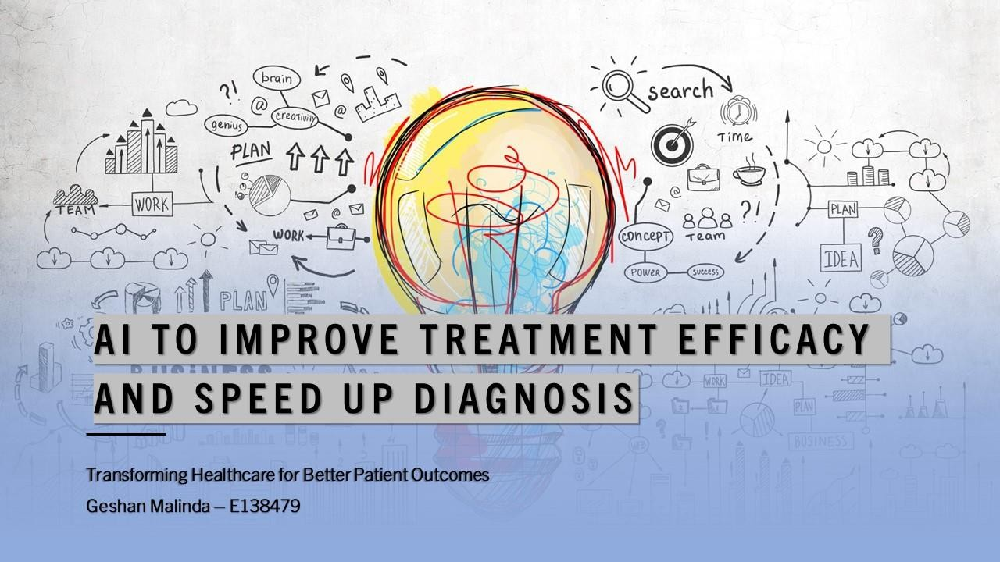 brain
?!
@
creativity
@
genius
PLAN
WORK
TEAM
@
WORK
PLAN
search
Time
@
?!
Team
CONCEPT
POWER
SUCCESS
PLAN
?
IDEA
AI TO IMPROVE TREATMENT EFFICACY
AND SPEED UP DIAGNOSIS
BUSINESS
WORK
IDEA
PLAN
BUSINESS
Transforming Healthcare for Better Patient Outcomes
Geshan Malinda – E138479